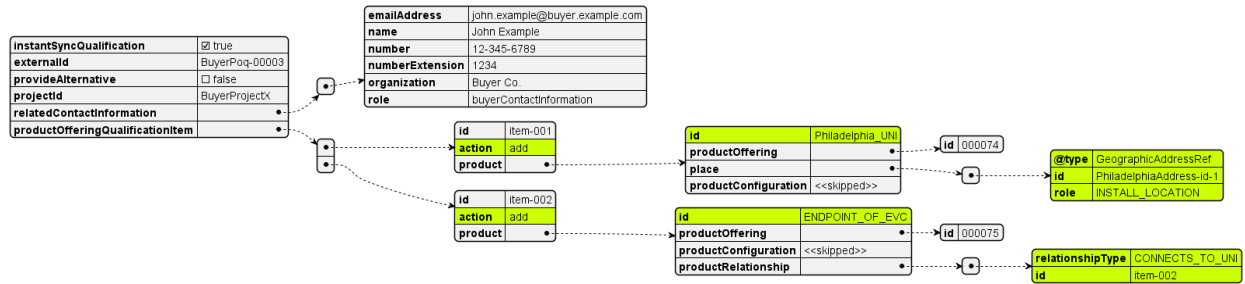 instantSyncQualification ☑ true
externalId BuyerPoq-00003
provideAlternative ☐ false
projectId BuyerProjectX
relatedContactInformation
productOfferingQualificationItem
emailAddress john.example@buyer.example.com
name John Example
number 12-345-6789
numberExtension 1234
organization Buyer Co.
role buyerContactInformation
id item-001
action add
product
id Philadelphia_UNI
productOffering
place
productConfiguration <<skipped>>
id 000074
@type GeographicAddressRef
id PhiladelphiaAddress-id-1
role INSTALL_LOCATION
id item-002
action add
product
id ENDPOINT_OF_EVC
productOffering
productConfiguration <<skipped>>
productRelationship
id 000075
relationshipType CONNECTS_TO_UNI
id item-002